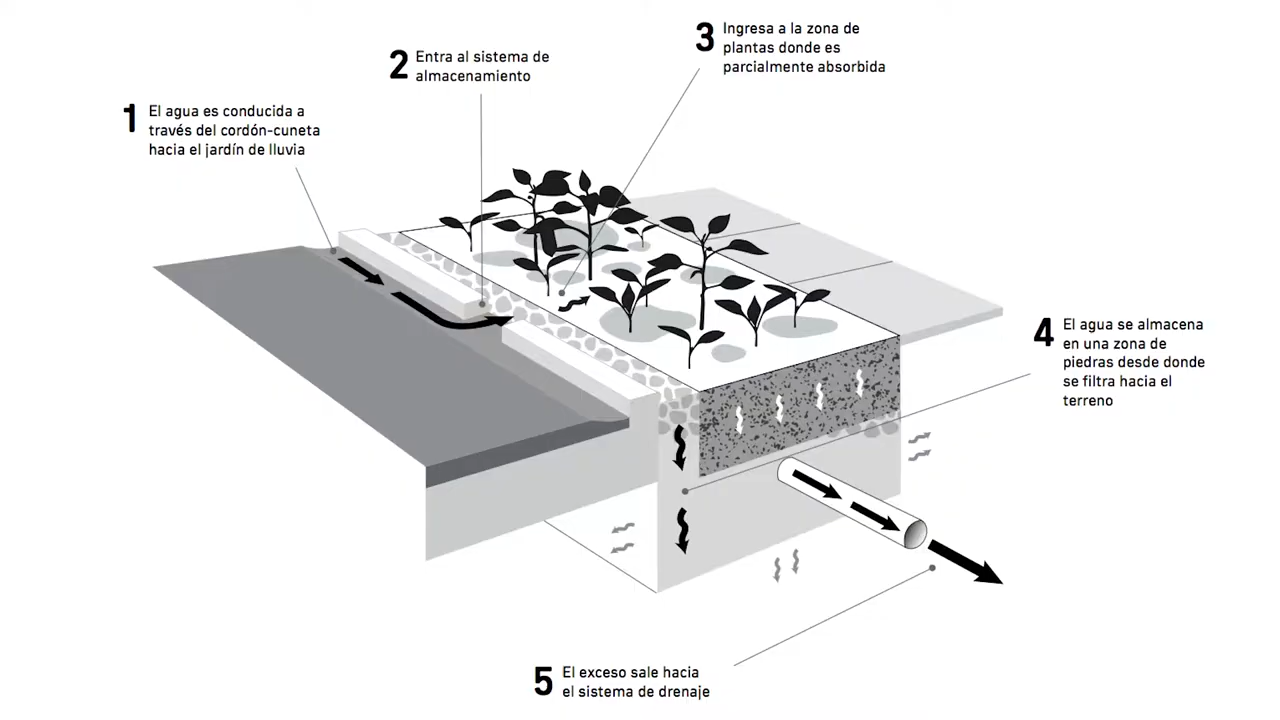 1
El agua es conducida a
través del cordón-cuneta
hacia el jardín de lluvia
2
Entra al sistema de
almacenamiento
3
Ingresa a la zona de
plantas donde es
parcialmente absorbida
4
El agua se almacena
en una zona de
piedras desde donde
se filtra hacia el
terreno
5
El exceso sale hacia
el sistema de drenaje